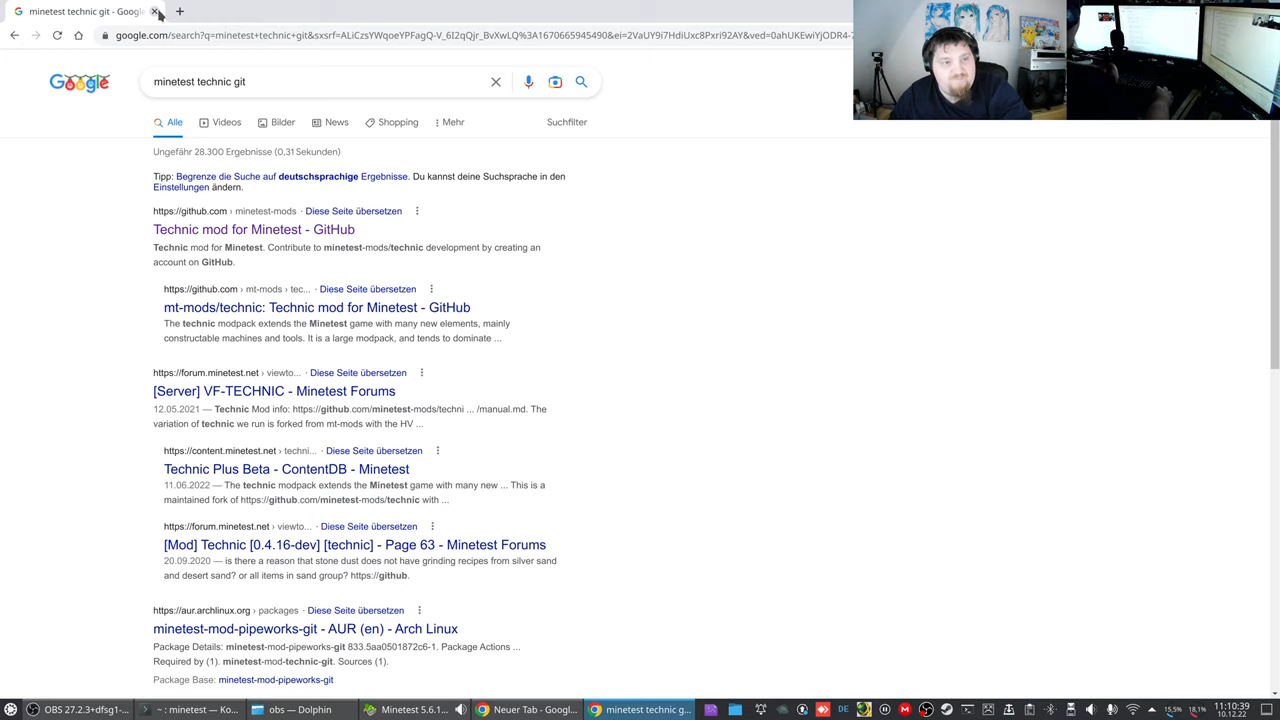 minetest technic git - Google
google.com/search?q=minetest+technic+git&sxsrf=
Google
minetest technic git
Alle
Videos
Bilder
News
Shopping
Mehr
Suchfilter
Ungefähr 28.300 Ergebnisse (0,31 Sekunden)
Tipp: Begrenze die Suche auf deutschsprachige Ergebnisse. Du kannst deine Suchsprache in den
Einstellungen ändern.
https://github.com › minetest-mods · Diese Seite übersetzen
Technic mod for Minetest - GitHub
Technic mod for Minetest. Contribute to minetest-mods/technic development by creating an
account on GitHub.
https://github.com › mt-mods › tec... · Diese Seite übersetzen
mt-mods/technic: Technic mod for Minetest - GitHub
The technic modpack extends the Minetest game with many new elements, mainly
constructable machines and tools. It is a large modpack, and tends to dominate ...
https://forum.minetest.net › viewto... · Diese Seite übersetzen
[Server] VF-TECHNIC - Minetest Forums
12.05.2021 — Technic Mod info: https://github.com/minetest-mods/techni ... /manual.md. The
variation of technic we run is forked from mt-mods with the HV ...
https://content.minetest.net › techni... · Diese Seite übersetzen
Technic Plus Beta - ContentDB - Minetest
11.06.2022 — The technic modpack extends the Minetest game with many new ... This is a
maintained fork of https://github.com/minetest-mods/technic with ...
https://forum.minetest.net › viewto... · Diese Seite übersetzen
[Mod] Technic [0.4.16-dev] [technic] - Page 63 - Minetest Forums
20.09.2020 — is there a reason that stone dust does not have grinding recipes from silver sand
and desert sand? or all items in sand group? https://github.
https://aur.archlinux.org › packages · Diese Seite übersetzen
minetest-mod-pipeworks-git - AUR (en) - Arch Linux
Package Details: minetest-mod-pipeworks-git 833.5aa0501872c6-1. Package Actions ...
Required by (1). minetest-mod-technic-git. Sources (1).
Package Base: minetest-mod-pipeworks-git
OBS 27.2.3+dfsg1-...
~ : minetest — Ko...
obs — Dolphin
Minetest 5.6.1...
Neuer Tab - Googl...
minetest technic g...
DE
15,5%
18,1%
11:10:39
10.12.22